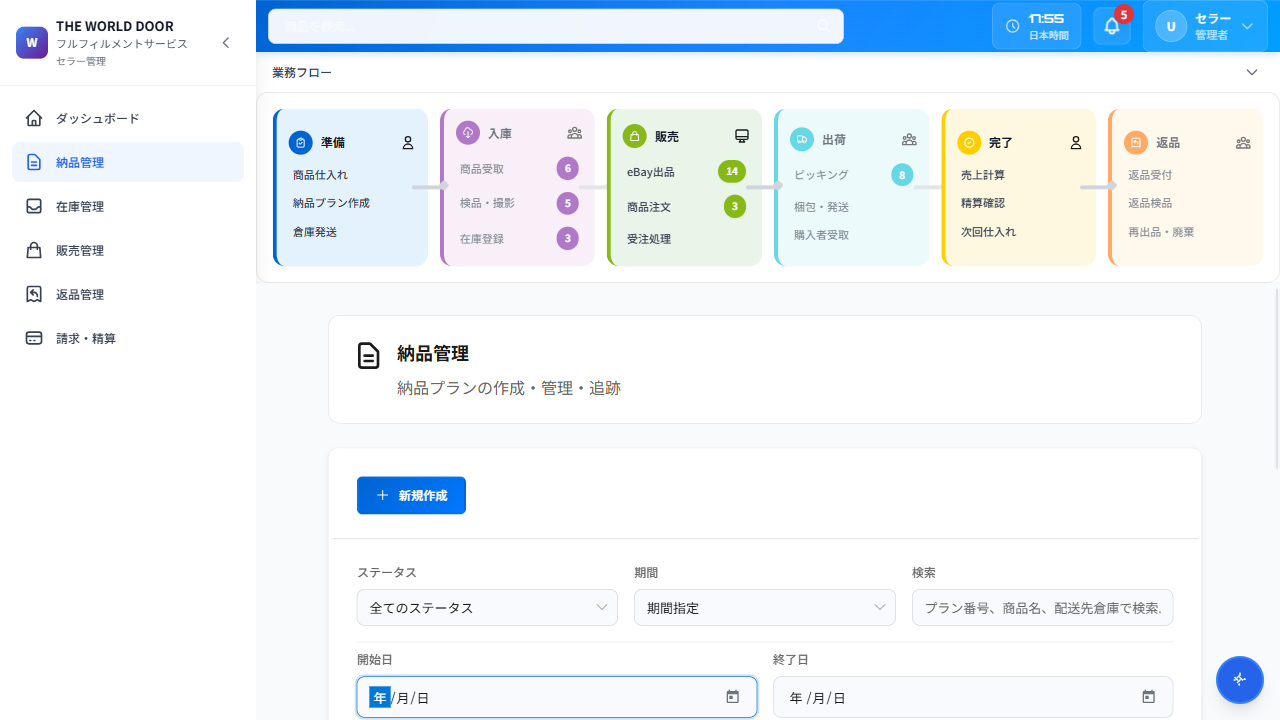 THE WORLD DOOR
フルフィルメントサービス
セラー管理
W
17:55
日本時間
5
U
セラー
管理者
業務フロー
ダッシュボード
納品管理
在庫管理
販売管理
返品管理
請求・精算
準備
商品仕入れ
納品プラン作成
倉庫発送
入庫
商品受取
6
検品・撮影
5
在庫登録
3
販売
eBay出品
14
商品注文
3
受注処理
出荷
ピッキング
8
梱包・発送
購入者受取
完了
売上計算
精算確認
次回仕入れ
返品
返品受付
返品検品
再出品・廃棄
納品管理
納品プランの作成・管理・追跡
新規作成
ステータス
全てのステータス
期間
期間指定
検索
プラン番号、商品名、配送先倉庫で検索.
開始日
年/月/日
終了日
年 /月/日